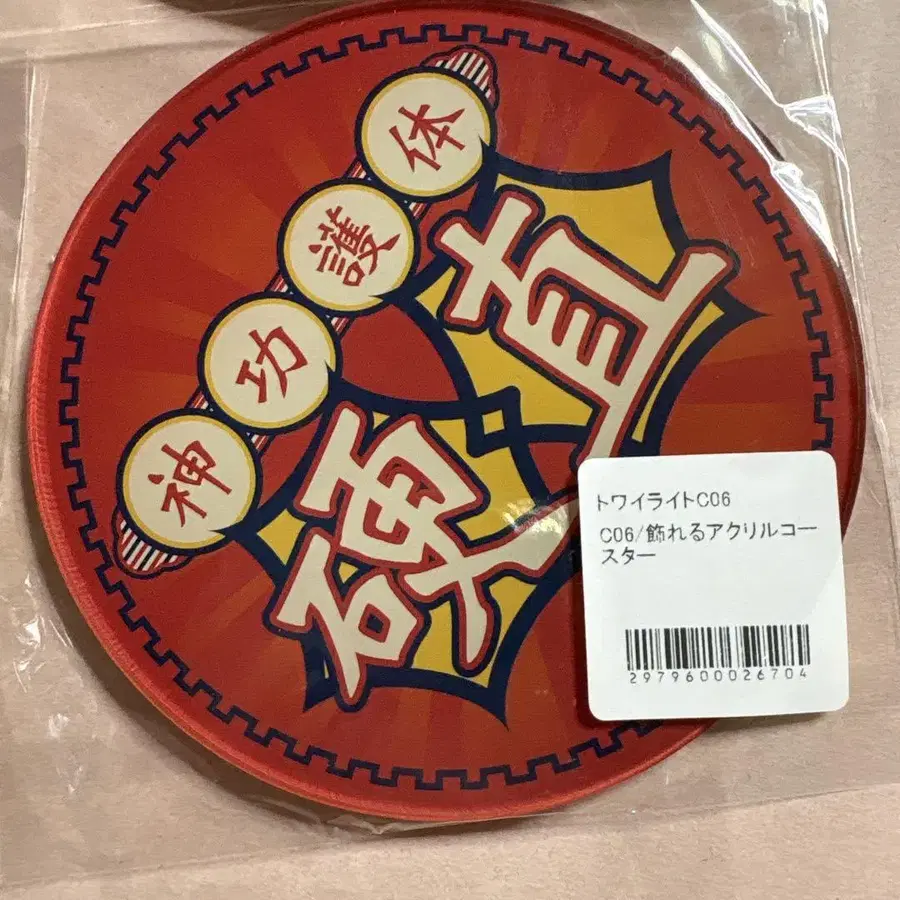 神功護体
硬直
トワイライトC06
C06/飾れるアクリルコー
スター
2979600026704